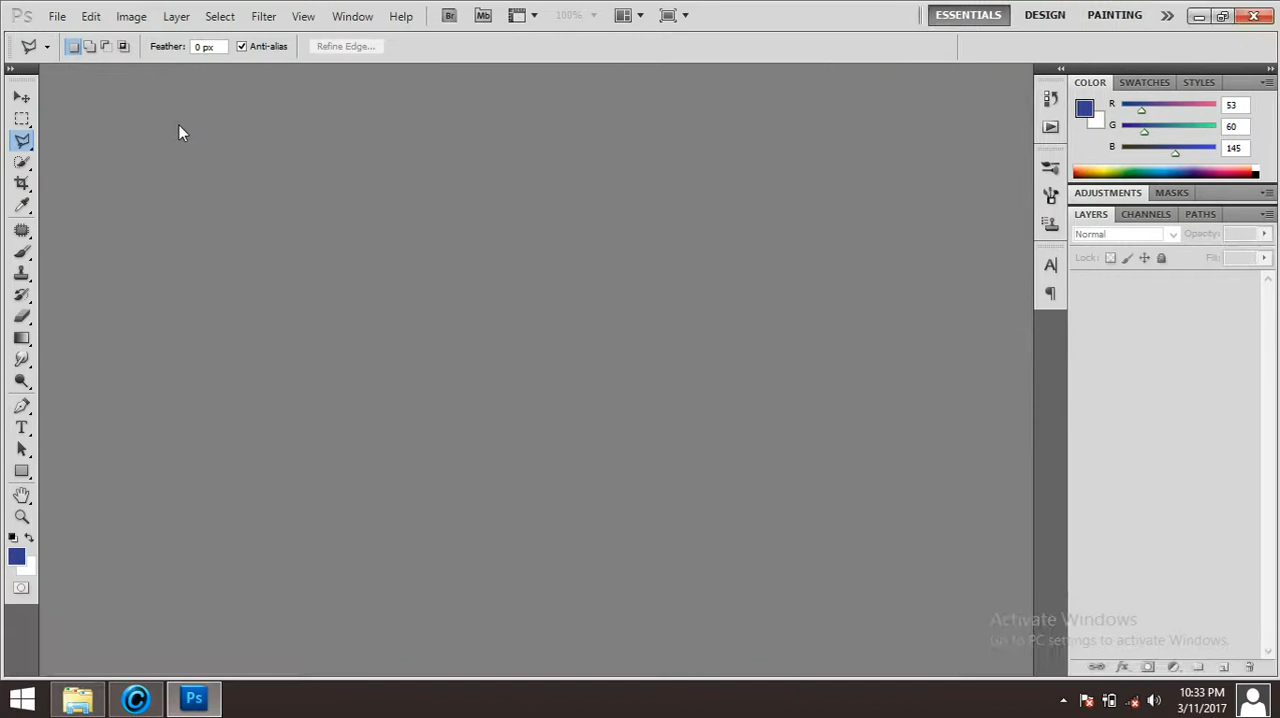 Ps File Edit Image Layer Select Filter View Window Help Br Mb 100% ESSENTIALS DESIGN PAINTING
Feather: 0 px Anti-alias Refine Edge...
COLOR SWATCHES STYLES
R 53
G 60
B 145
ADJUSTMENTS MASKS
LAYERS CHANNELS PATHS
Normal Opacity:
Lock: Fill:
Activate Windows
Go to PC settings to activate Windows.
Ps
10:33 PM
3/11/2017